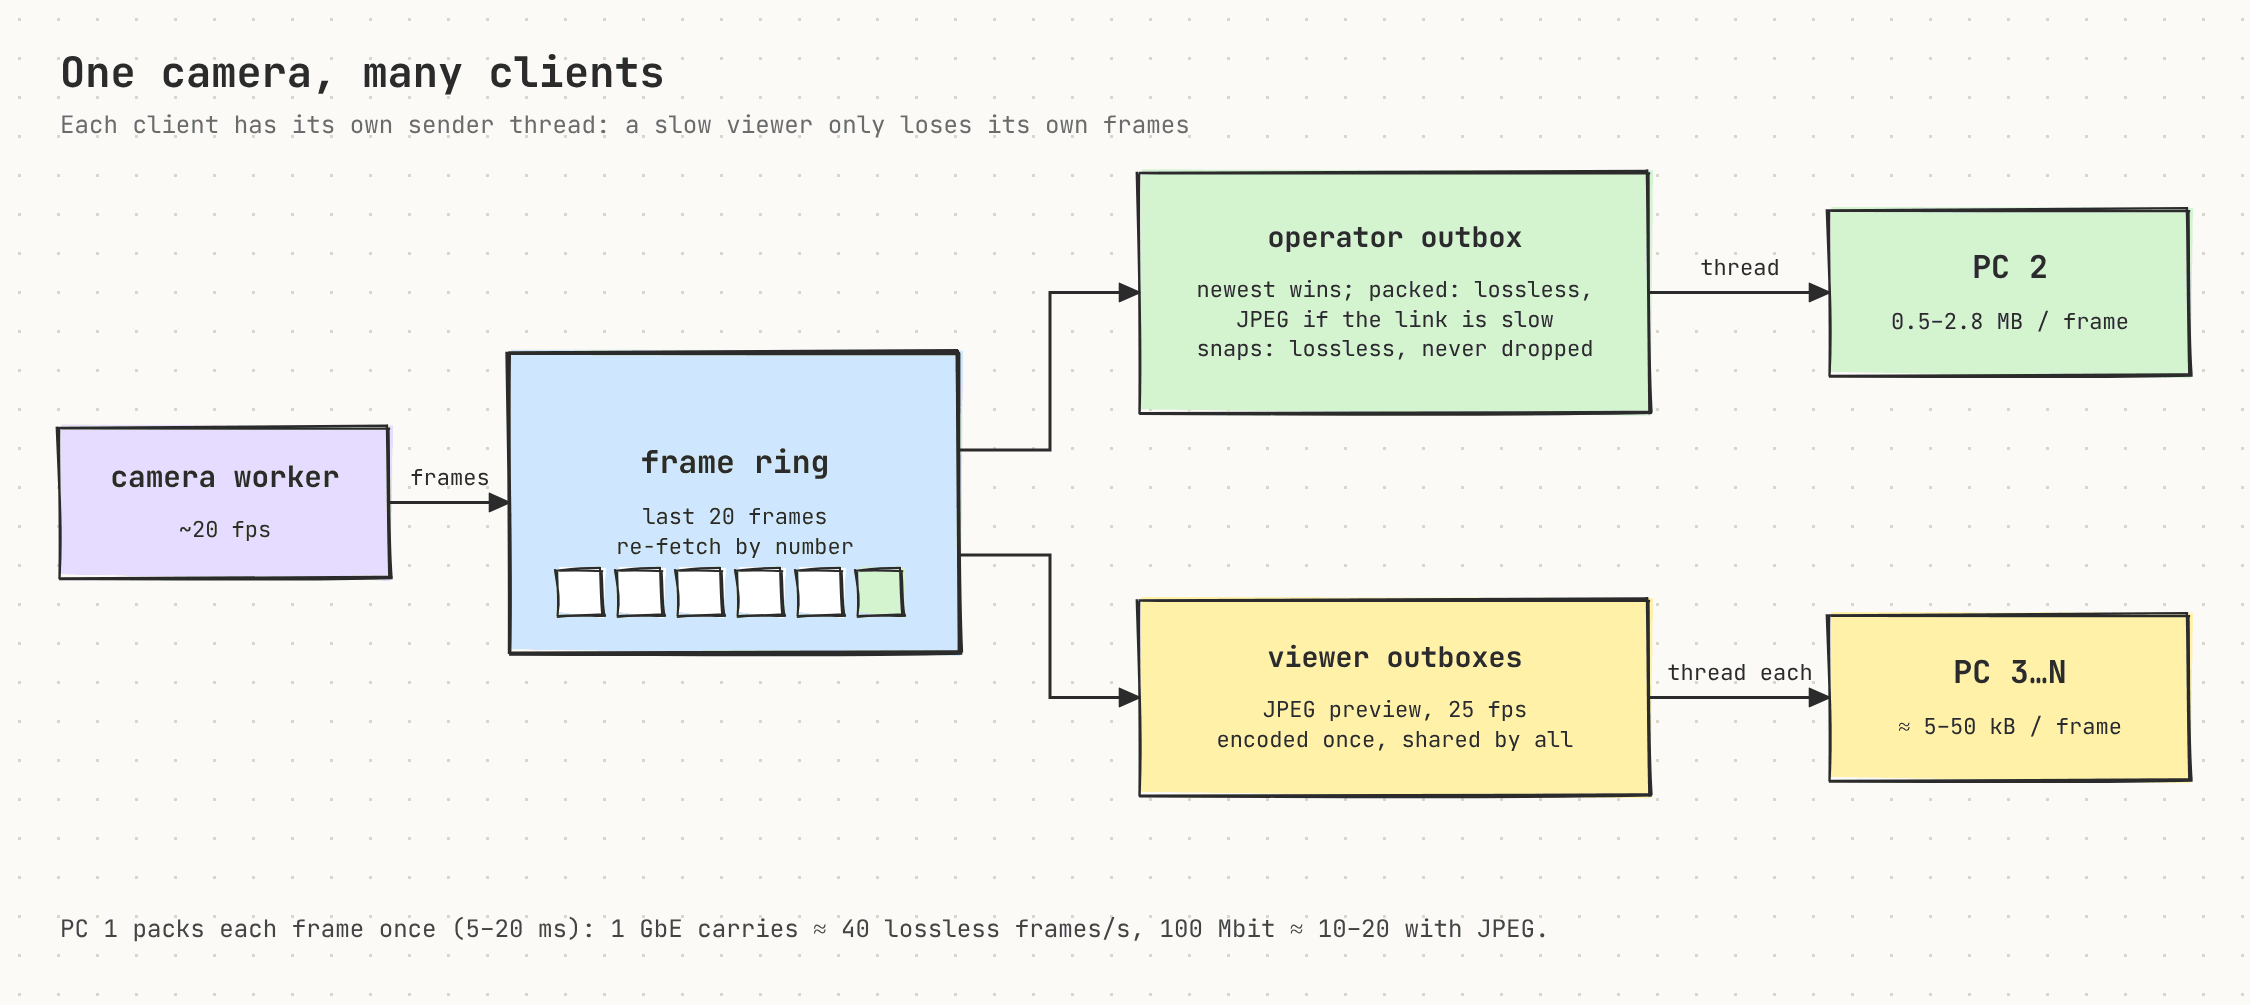 One camera, many clients
Each client has its own sender thread: a slow viewer only loses its own frames
camera worker
~20 fps
frames
frame ring
last 20 frames
re-fetch by number
operator outbox
newest wins; packed: lossless,
JPEG if the link is slow
snaps: lossless, never dropped
thread
PC 2
0.5–2.8 MB / frame
viewer outboxes
JPEG preview, 25 fps
encoded once, shared by all
thread each
PC 3…N
≈ 5–50 kB / frame
PC 1 packs each frame once (5–20 ms): 1 GbE carries ≈ 40 lossless frames/s, 100 Mbit ≈ 10–20 with JPEG.